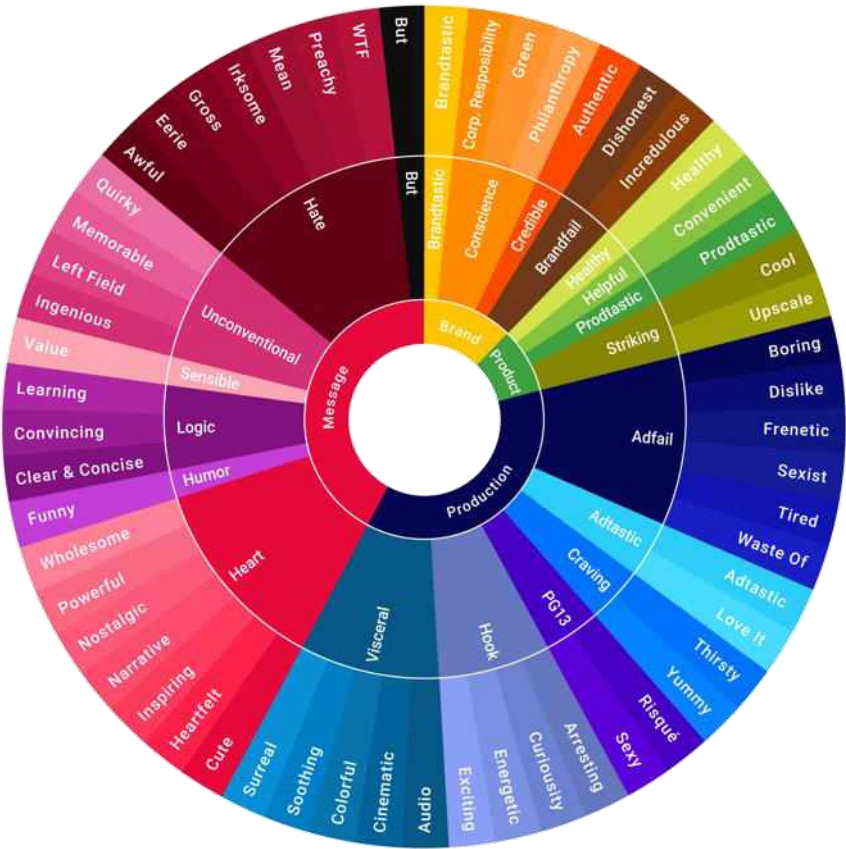 Brand
Product
Production
Message
Brandtastic
Conscience
Credible
Brandfail
Healthy
Helpful
Prodtastic
Striking
Adfail
Adtastic
Craving
PG13
Hook
Visceral
Heart
Humor
Logic
Sensible
Unconventional
Hate
But
Brandtastic
Corp. Resposibility
Green
Philanthropy
Authentic
Dishonest
Incredulous
Healthy
Convenient
Prodtastic
Cool
Upscale
Boring
Dislike
Frenetic
Sexist
Tired
Waste Of
Adtastic
Love It
Thirsty
Yummy
Risqué
Sexy
Arresting
Curiousity
Energetic
Exciting
Audio
Cinematic
Colorful
Soothing
Surreal
Cute
Heartfelt
Inspiring
Narrative
Nostalgic
Powerful
Wholesome
Funny
Clear & Concise
Convincing
Learning
Value
Ingenious
Left Field
Memorable
Quirky
Awful
Eerie
Gross
Irksome
Mean
Preachy
WTF
But